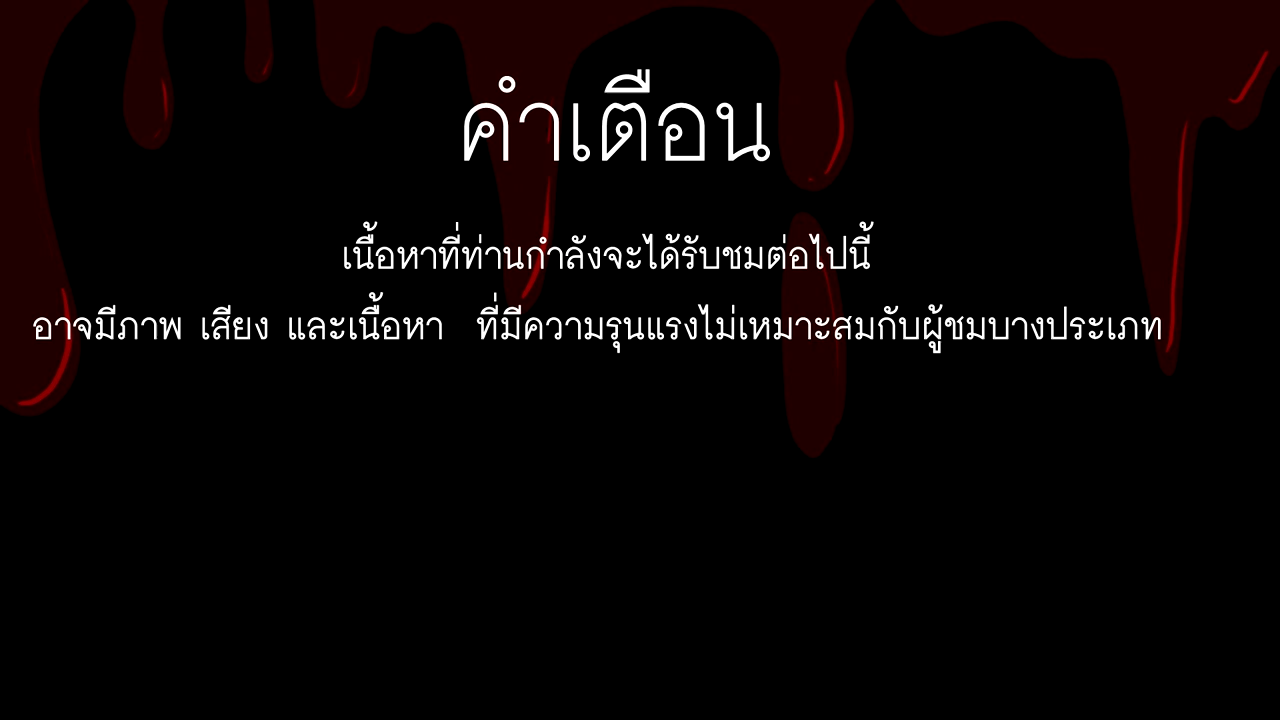 คำเตือน
เนื้อหาที่ท่านกำลังจะได้รับชมต่อไปนี้
อาจมีภาพ เสียง และเนื้อหา ที่มีความรุนแรงไม่เหมาะสมกับผู้ชมบางประเภท